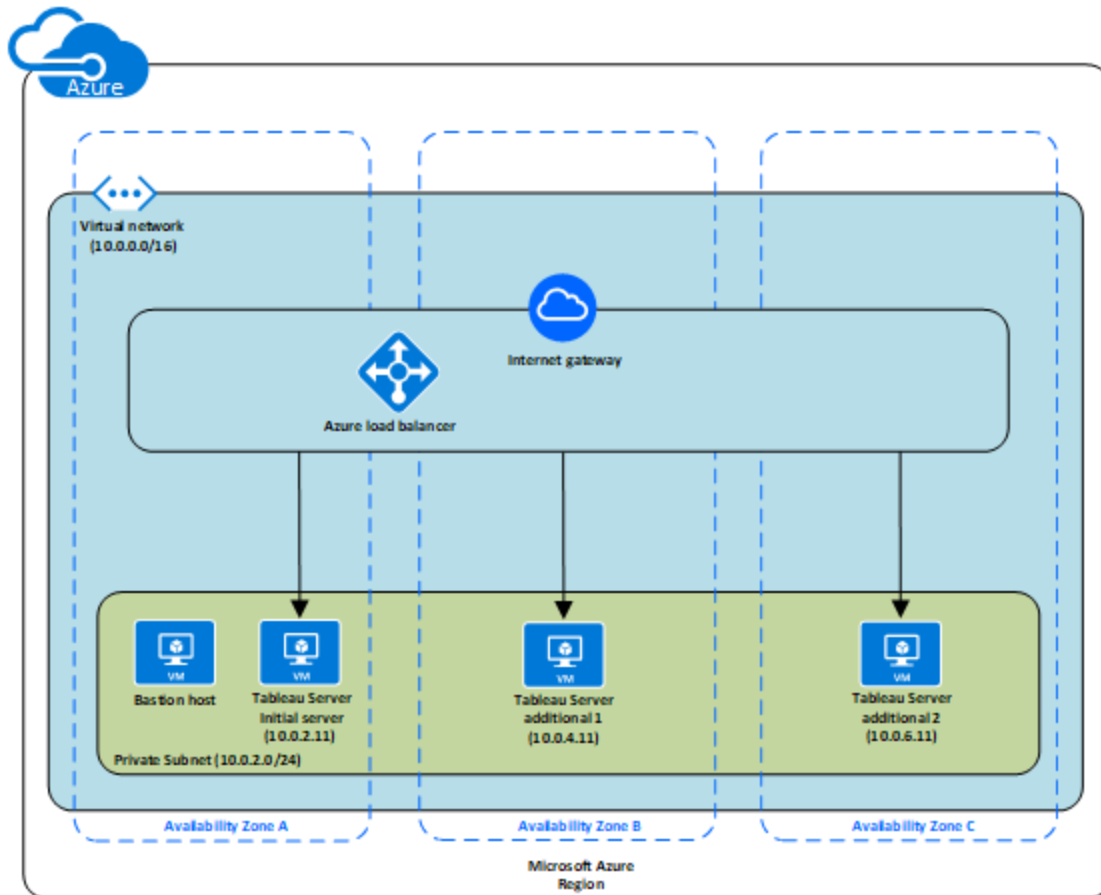 Azure
Virtual network
(10.0.0.0/16)
Internet gateway
Azure load balancer
VM
Bastion host
VM
Tableau Server
Initial server
(10.0.2.11)
VM
Tableau Server
additional 1
(10.0.4.11)
VM
Tableau Server
additional 2
(10.0.6.11)
Private Subnet (10.0.2.0/24)
Availability Zone A
Availability Zone B
Availability Zone C
Microsoft Azure
Region